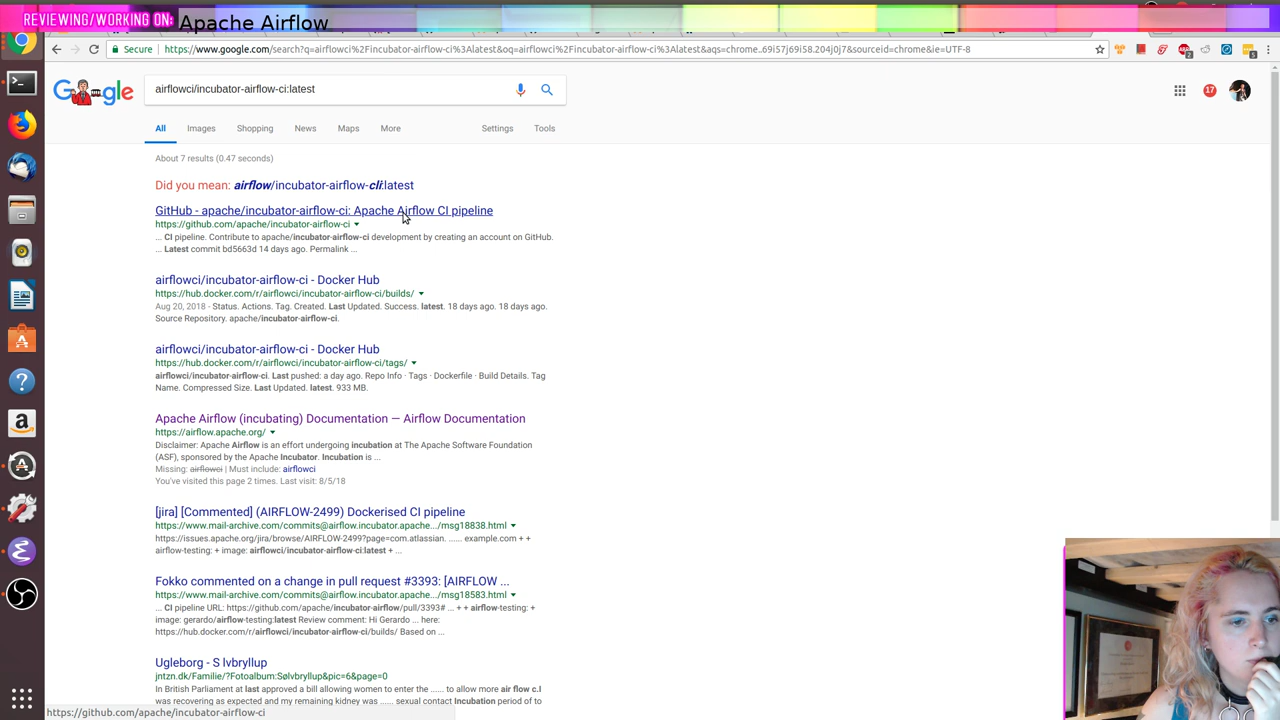 REVIEWING/WORKING ON: Apache Airflow
Secure | https://www.google.com/search?q=airflowci%2Fincubator-airflow-ci%3Alatest&oq=airflowci%2Fincubator-airflow-ci%3Alatest&aqs=chrome..69i57j69i58.204j0j7&sourceid=chrome&ie=UTF-8
airflowci/incubator-airflow-ci:latest
17
All Images Shopping News Maps More Settings Tools
About 7 results (0.47 seconds)
Did you mean: airflow/incubator-airflow-cli:latest
GitHub - apache/incubator-airflow-ci: Apache Airflow CI pipeline
https://github.com/apache/incubator-airflow-ci
... CI pipeline. Contribute to apache/incubator-airflow-ci development by creating an account on GitHub.
... Latest commit bd5663d 14 days ago. Permalink ...
airflowci/incubator-airflow-ci - Docker Hub
https://hub.docker.com/r/airflowci/incubator-airflow-ci/builds/
Aug 20, 2018 - Status. Actions. Tag. Created. Last Updated. Success. latest. 18 days ago. 18 days ago.
Source Repository. apache/incubator-airflow-ci.
airflowci/incubator-airflow-ci - Docker Hub
https://hub.docker.com/r/airflowci/incubator-airflow-ci/tags/
airflowci/incubator-airflow-ci. Last pushed: a day ago. Repo Info · Tags · Dockerfile · Build Details. Tag
Name. Compressed Size. Last Updated. latest. 933 MB.
Apache Airflow (incubating) Documentation — Airflow Documentation
https://airflow.apache.org/
Disclaimer: Apache Airflow is an effort undergoing incubation at The Apache Software Foundation
(ASF), sponsored by the Apache Incubator. Incubation is ...
Missing: airflowci | Must include: airflowci
You've visited this page 2 times. Last visit: 8/5/18
[jira] [Commented] (AIRFLOW-2499) Dockerised CI pipeline
https://www.mail-archive.com/commits@airflow.incubator.apache.../msg18838.html
https://issues.apache.org/jira/browse/AIRFLOW-2499?page=com.atlassian. ...... example.com + +
airflow-testing: + image: airflowci/incubator-airflow-ci:latest + ...
Fokko commented on a change in pull request #3393: [AIRFLOW ...
https://www.mail-archive.com/commits@airflow.incubator.apache.../msg18583.html
... CI pipeline URL: https://github.com/apache/incubator-airflow/pull/3393# ... + + airflow-testing: +
image: gerardo/airflow-testing:latest Review comment: Hi Gerardo ... here:
https://hub.docker.com/r/airflowci/incubator-airflow-ci/builds/ Based on ...
Ugleborg - S lvbryllup
jntzn.dk/Familie/?Fotoalbum:Sølvbryllup&pic=6&page=0
In British Parliament at last approved a bill allowing women to enter the ...... to allow more air flow c.I
was recovering as expected and my remaining kidney was ...... sexual contact Incubation period of to
https://github.com/apache/incubator-airflow-ci